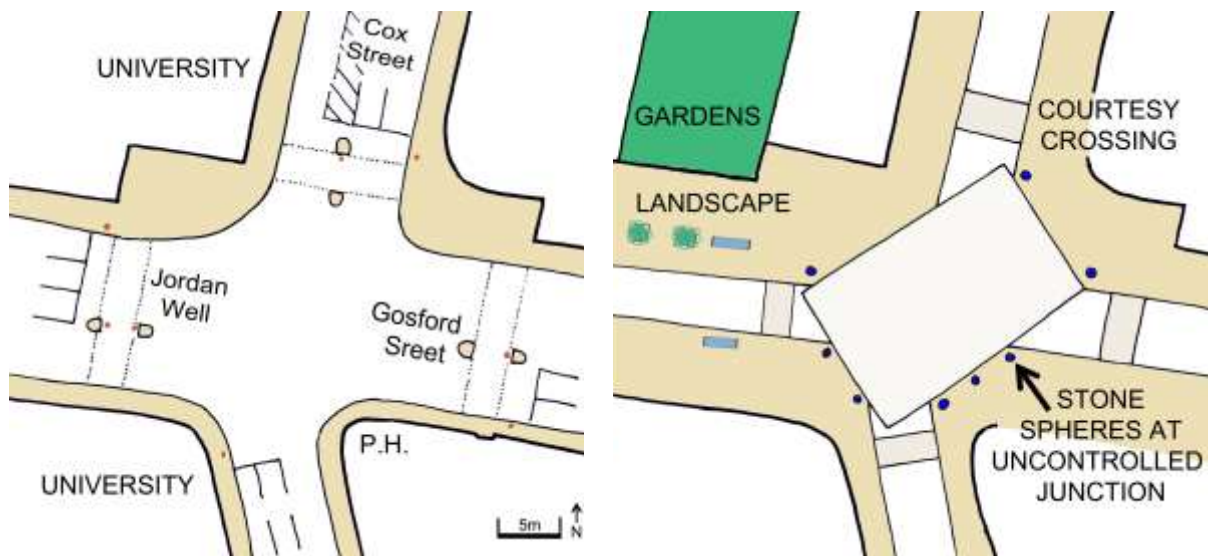 Cox
Street
UNIVERSITY
Jordan
Well
Gosford
Sreet
P.H.
UNIVERSITY
5m
N
GARDENS
COURTESY
CROSSING
LANDSCAPE
STONE
SPHERES AT
UNCONTROLLED
JUNCTION